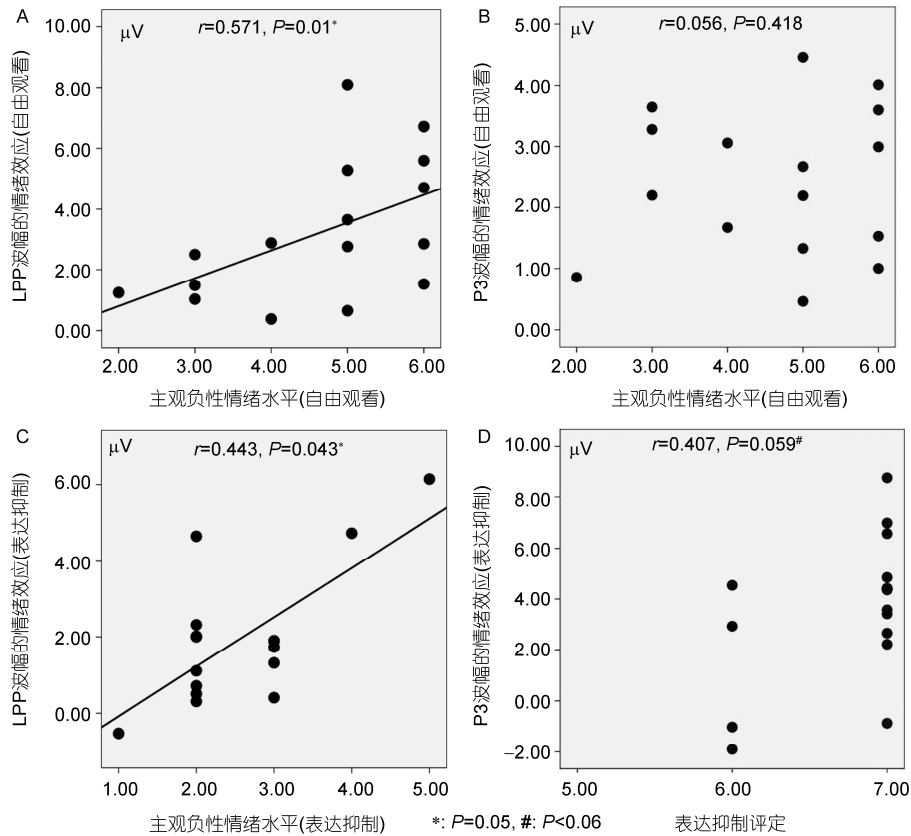 A
μV
r=0.571, P=0.01*
10.00
8.00
6.00
4.00
2.00
0.00
LPP波幅的情绪效应(自由观看)
2.00 3.00 4.00 5.00 6.00
主观负性情绪水平(自由观看)
B
μV
r=0.056, P=0.418
5.00
4.00
3.00
2.00
1.00
0.00
P3波幅的情绪效应(自由观看)
2.00 3.00 4.00 5.00 6.00
主观负性情绪水平(自由观看)
C
μV
r=0.443, P=0.043*
6.00
4.00
2.00
0.00
LPP波幅的情绪效应(表达抑制)
1.00 2.00 3.00 4.00 5.00
主观负性情绪水平(表达抑制)
D
μV
r=0.407, P=0.059#
10.00
8.00
6.00
4.00
2.00
0.00
−2.00
P3波幅的情绪效应(表达抑制)
5.00 6.00 7.00
表达抑制评定
*: P=0.05, #: P<0.06